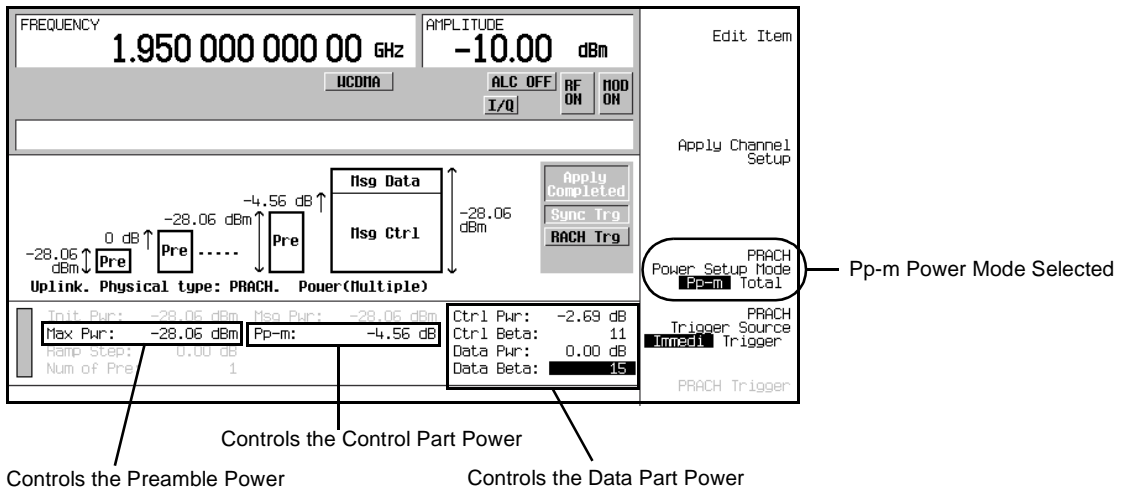 FREQUENCY
1.950 000 000 00 GHz
AMPLITUDE
-10.00 dBm
WCDMA
ALC OFF
I/Q
RF ON
MOD ON
Edit Item
Apply Channel
Setup
PRACH
Power Setup Mode
Pp-m Total
PRACH
Trigger Source
Immedi Trigger
PRACH Trigger
Pp-m Power Mode Selected
Msg Data
Msg Ctrl
-4.56 dB
-28.06 dBm
0 dB
-28.06
dBm
Pre
Pre
.....
Pre
-28.06
dBm
Apply
Completed
Sync Trg
RACH Trg
Uplink. Physical type: PRACH. Power(Multiple)
Init Pwr: -28.06 dBm
Max Pwr: -28.06 dBm
Ramp Step: 0.00 dB
Num of Pre 1
Msg Pwr: -28.06 dBm
Pp-m: -4.56 dB
Ctrl Pwr: -2.69 dB
Ctrl Beta: 11
Data Pwr: 0.00 dB
Data Beta: 15
Controls the Control Part Power
Controls the Preamble Power
Controls the Data Part Power